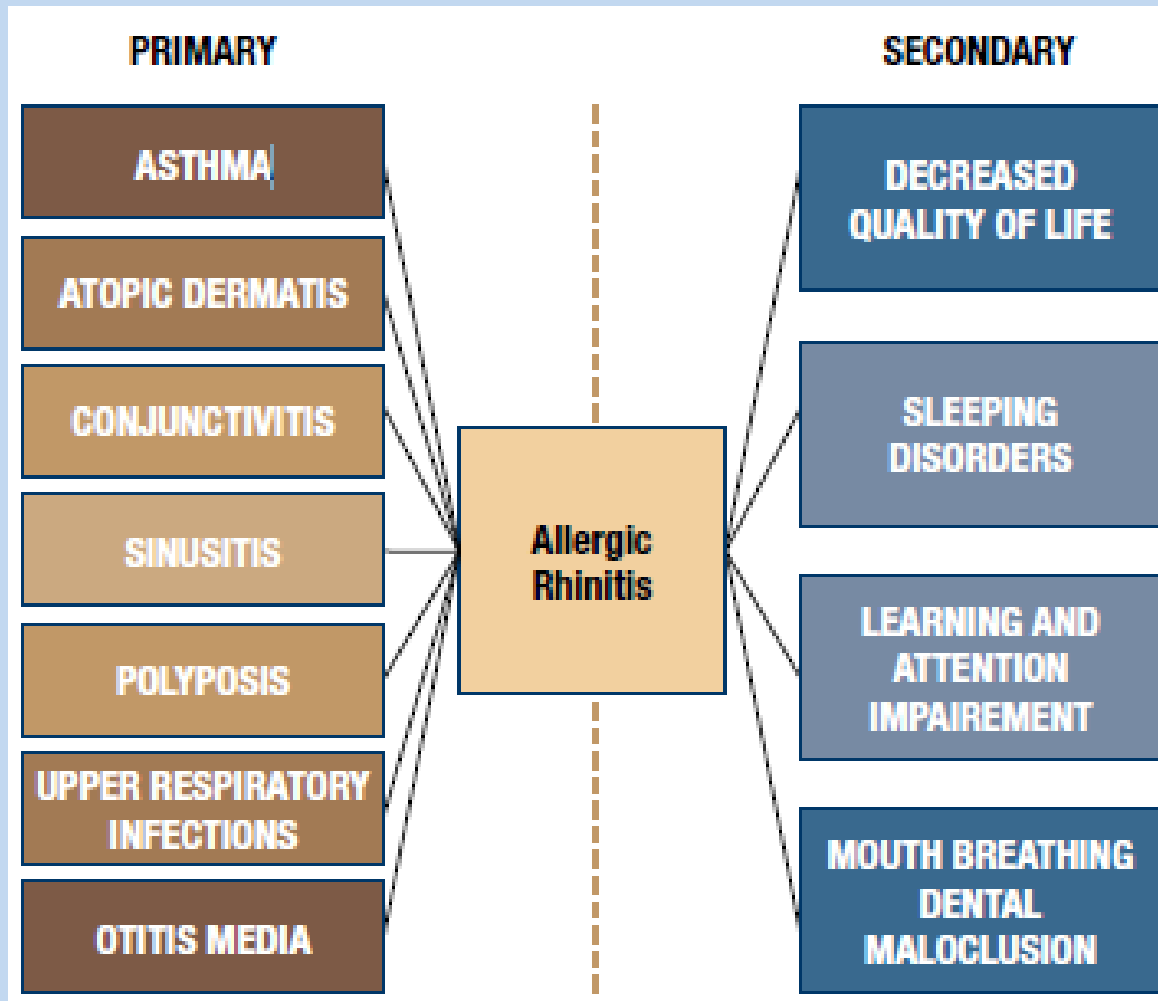 PRIMARY
ASTHMA
ATOPIC DERMATIS
CONJUNCTIVITIS
SINUSITIS
POLYPOSIS
UPPER RESPIRATORY
INFECTIONS
OTITIS MEDIA
Allergic
Rhinitis
SECONDARY
DECREASED
QUALITY OF LIFE
SLEEPING
DISORDERS
LEARNING AND
ATTENTION
IMPAIREMENT
MOUTH BREATHING
DENTAL
MALOCLUSION